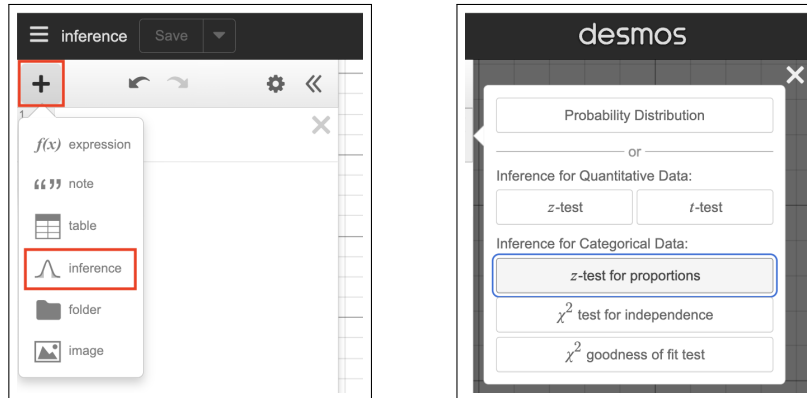 inference Save
1
f(x) expression
““ ”” note
table
inference
folder
image
desmos
Probability Distribution
or
Inference for Quantitative Data:
z-test t-test
Inference for Categorical Data:
z-test for proportions
χ² test for independence
χ² goodness of fit test